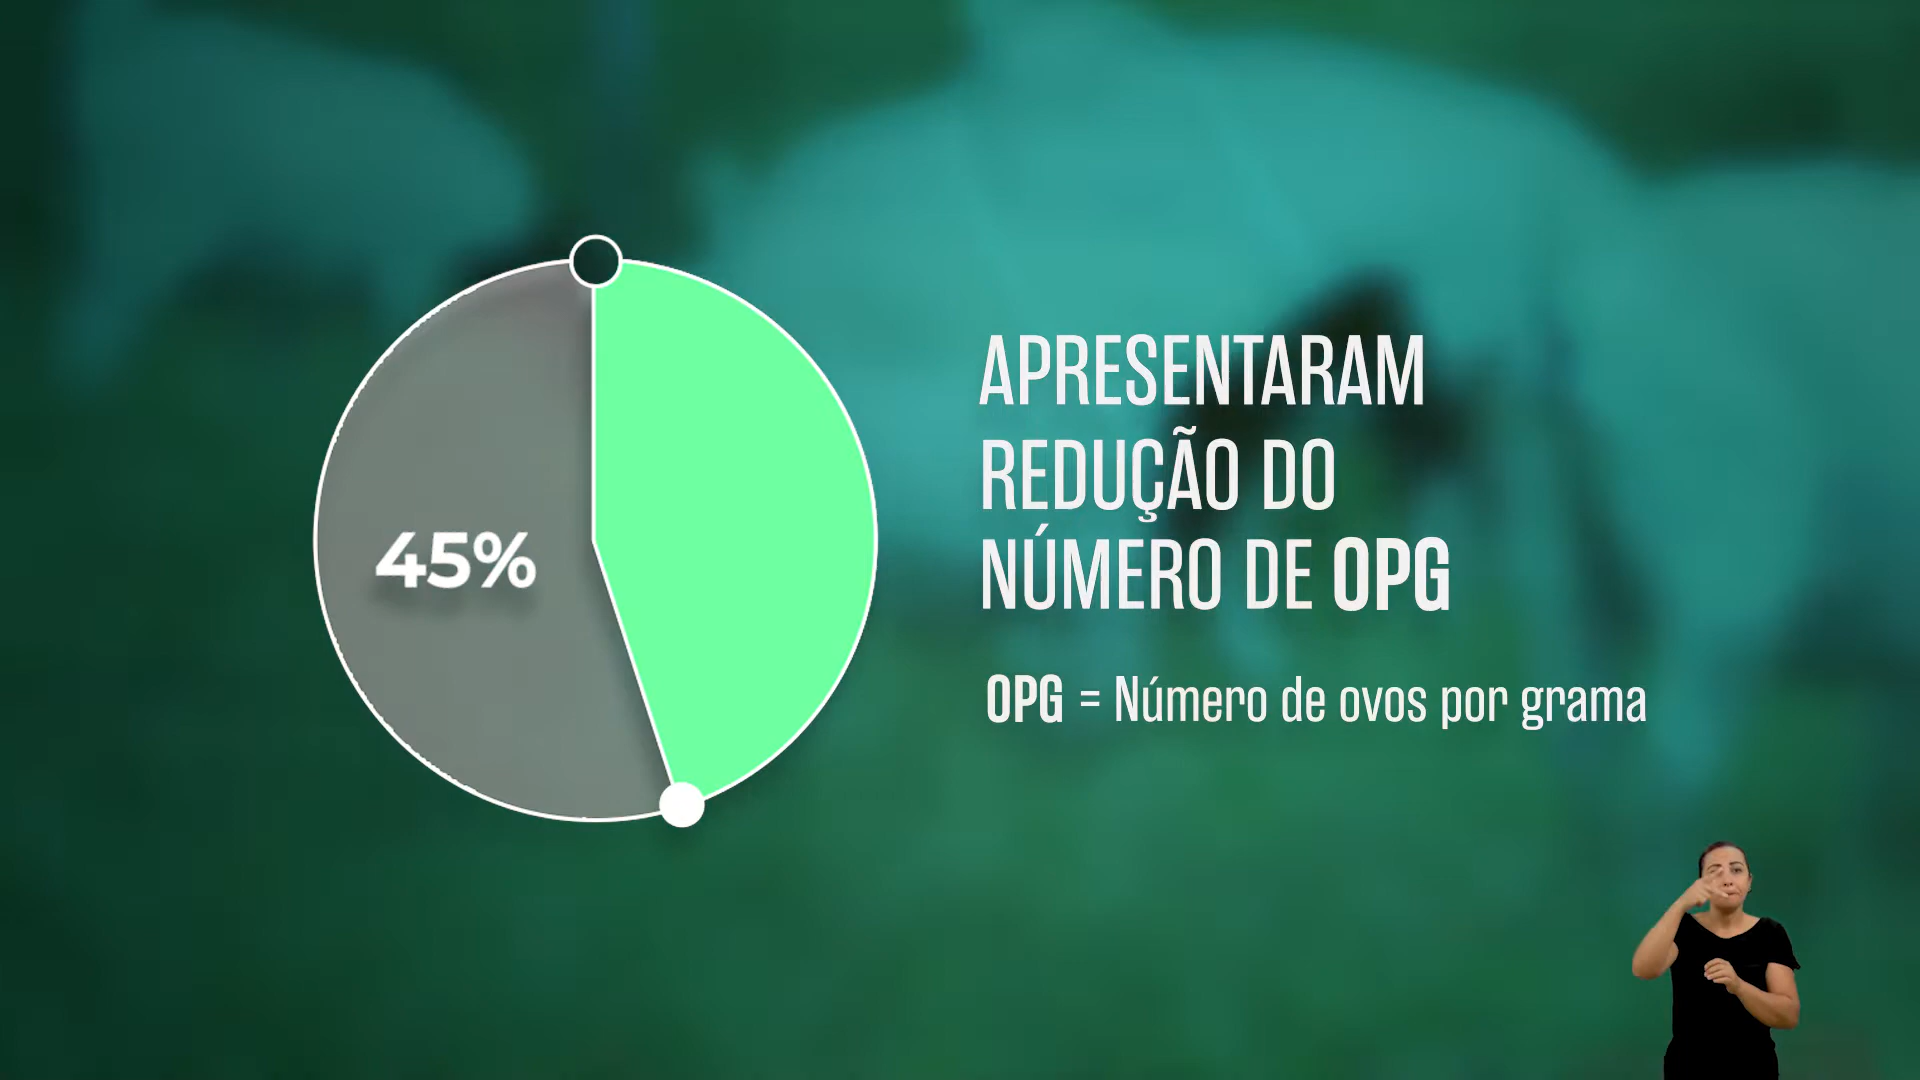 45%
APRESENTARAM
REDUÇÃO DO
NÚMERO DE OPG
OPG = Número de ovos por grama